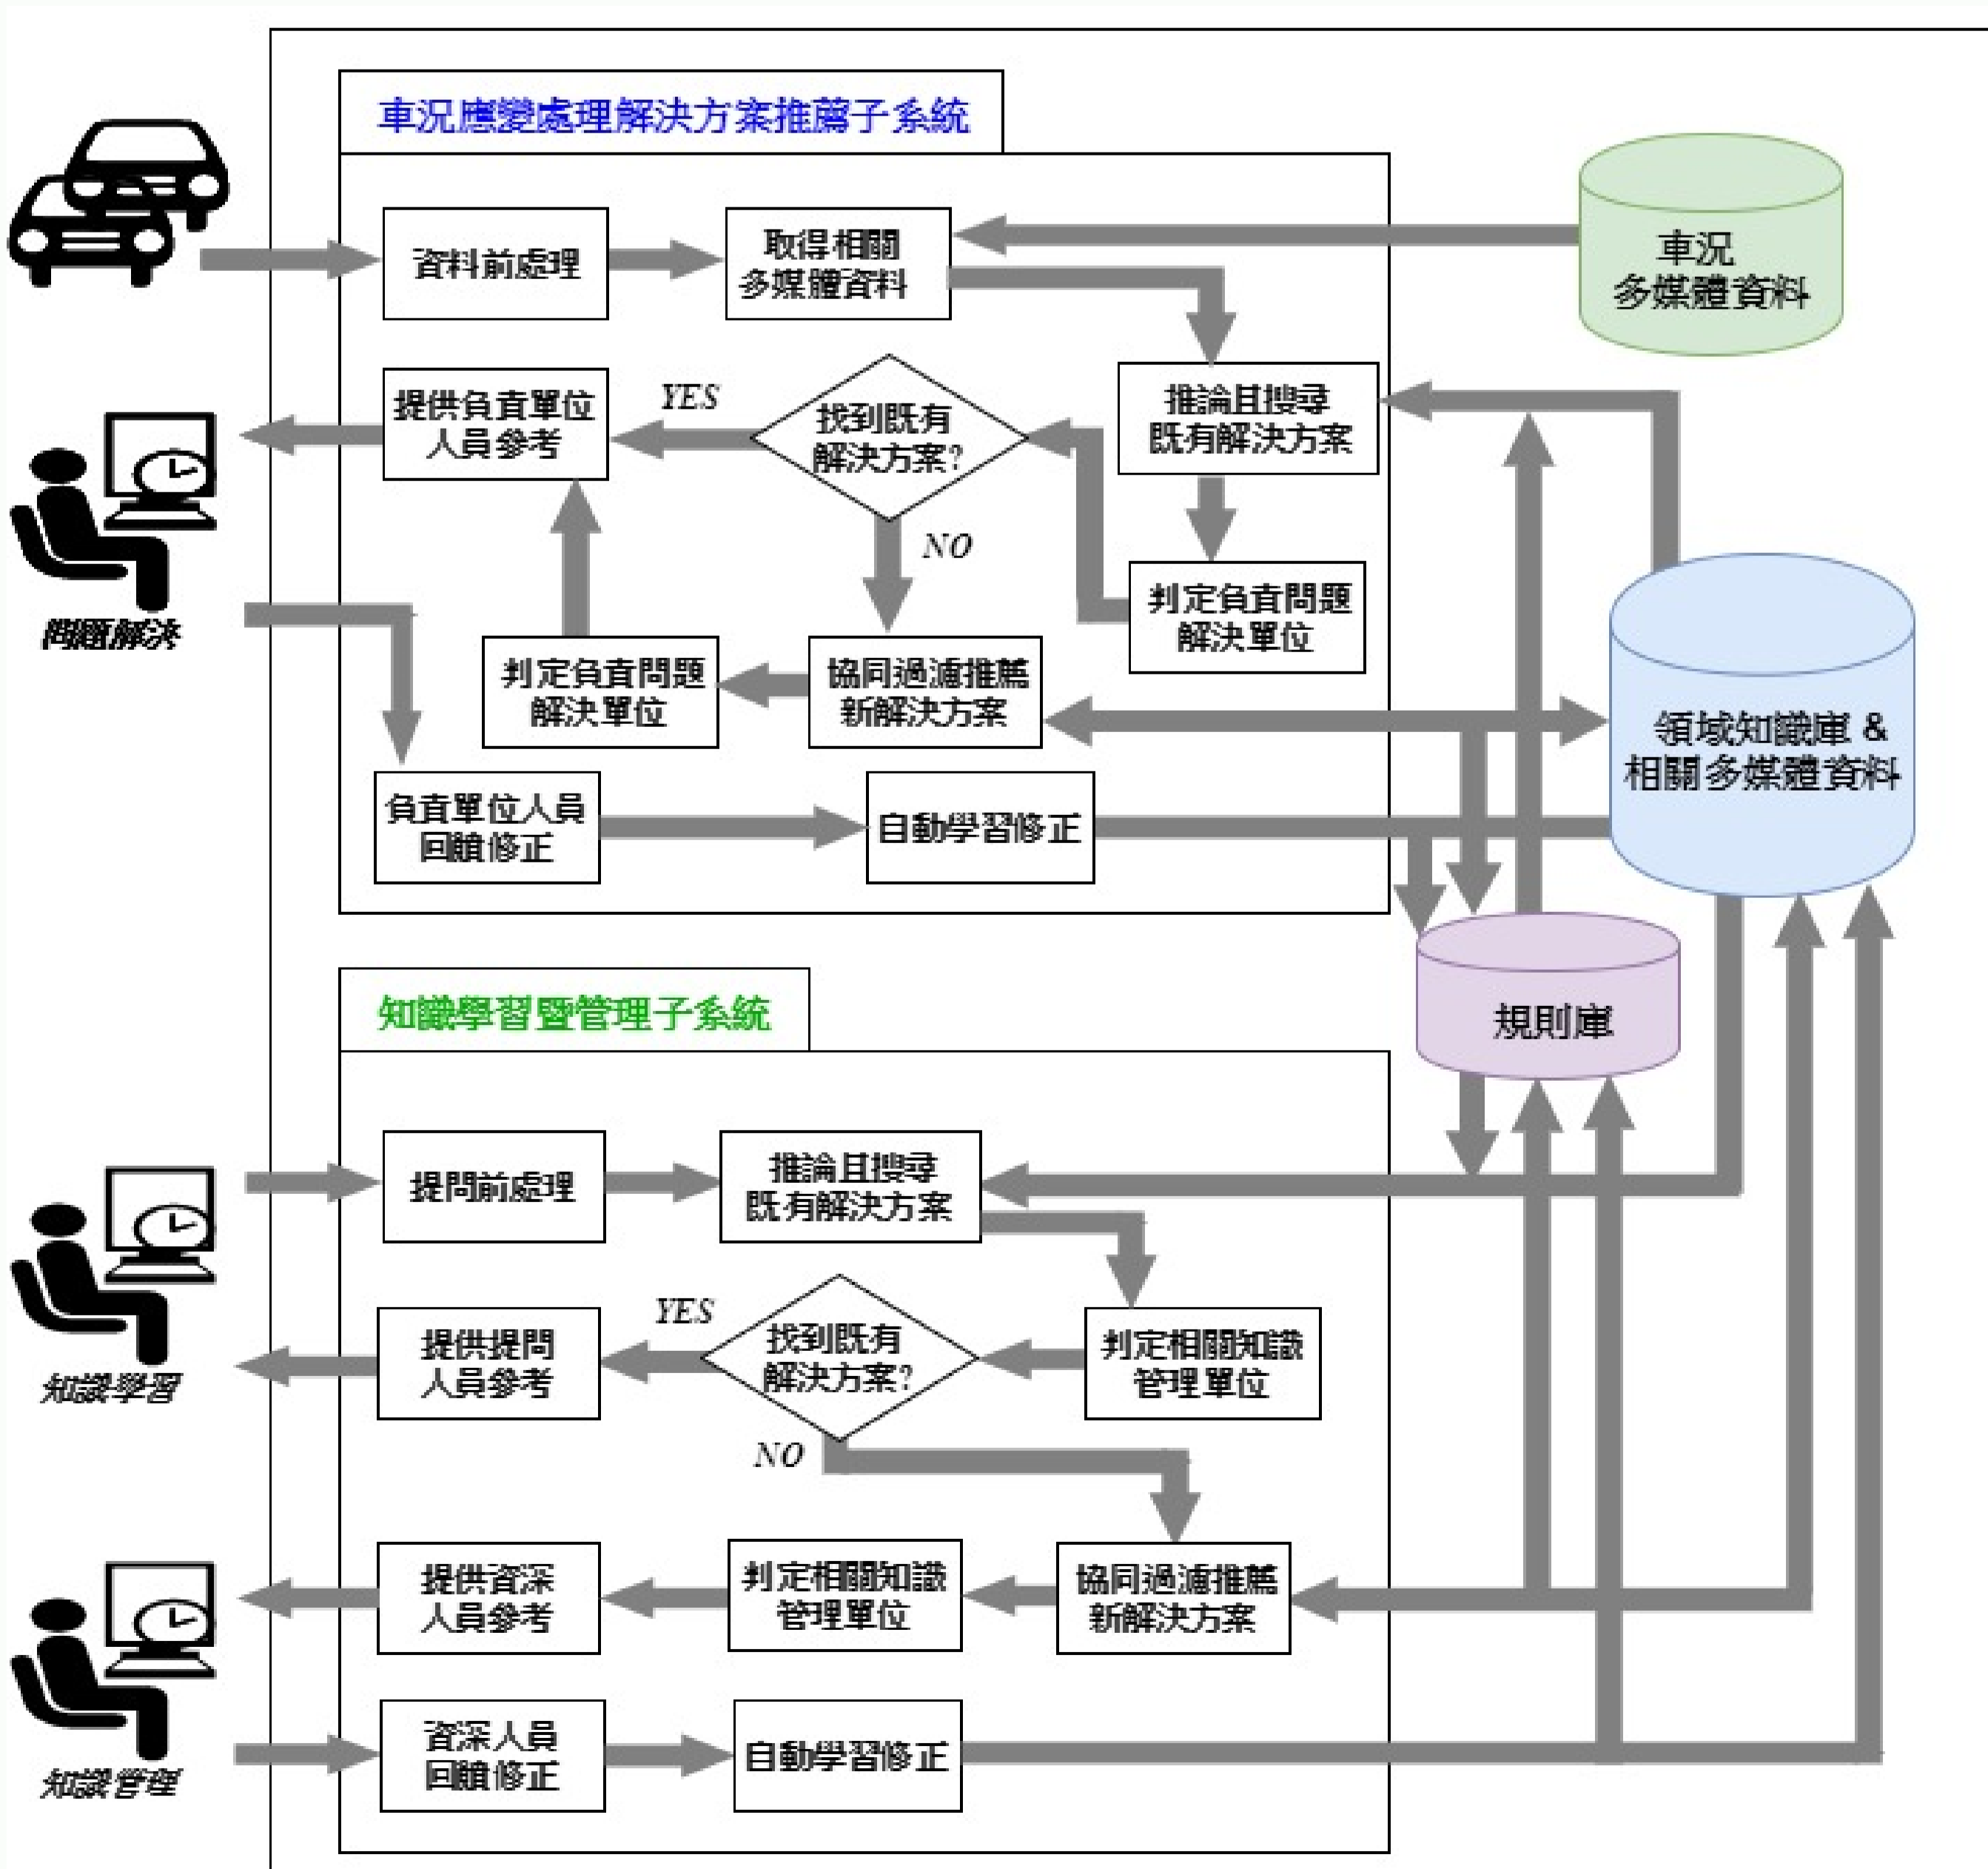 車況應變處理解決方案推薦子系統
資料前處理
取得相關
多媒體資料
車況
多媒體資料
提供負責單位
人員參考
YES
找到既有
解決方案?
推論且搜尋
既有解決方案
NO
判定負責問題
解決單位
問題解決
判定負責問題
解決單位
協同過濾推薦
新解決方案
領域知識庫 &
相關多媒體資料
負責單位人員
回饋修正
自動學習修正
規則庫
知識學習暨管理子系統
提問前處理
推論且搜尋
既有解決方案
知識學習
提供提問
人員參考
YES
找到既有
解決方案?
判定相關知識
管理單位
NO
提供資深
人員參考
判定相關知識
管理單位
協同過濾推薦
新解決方案
知識管理
資深人員
回饋修正
自動學習修正